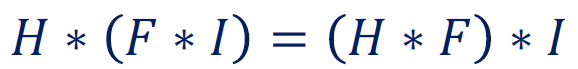 H ∗ (F ∗ I) = (H ∗ F) ∗ I